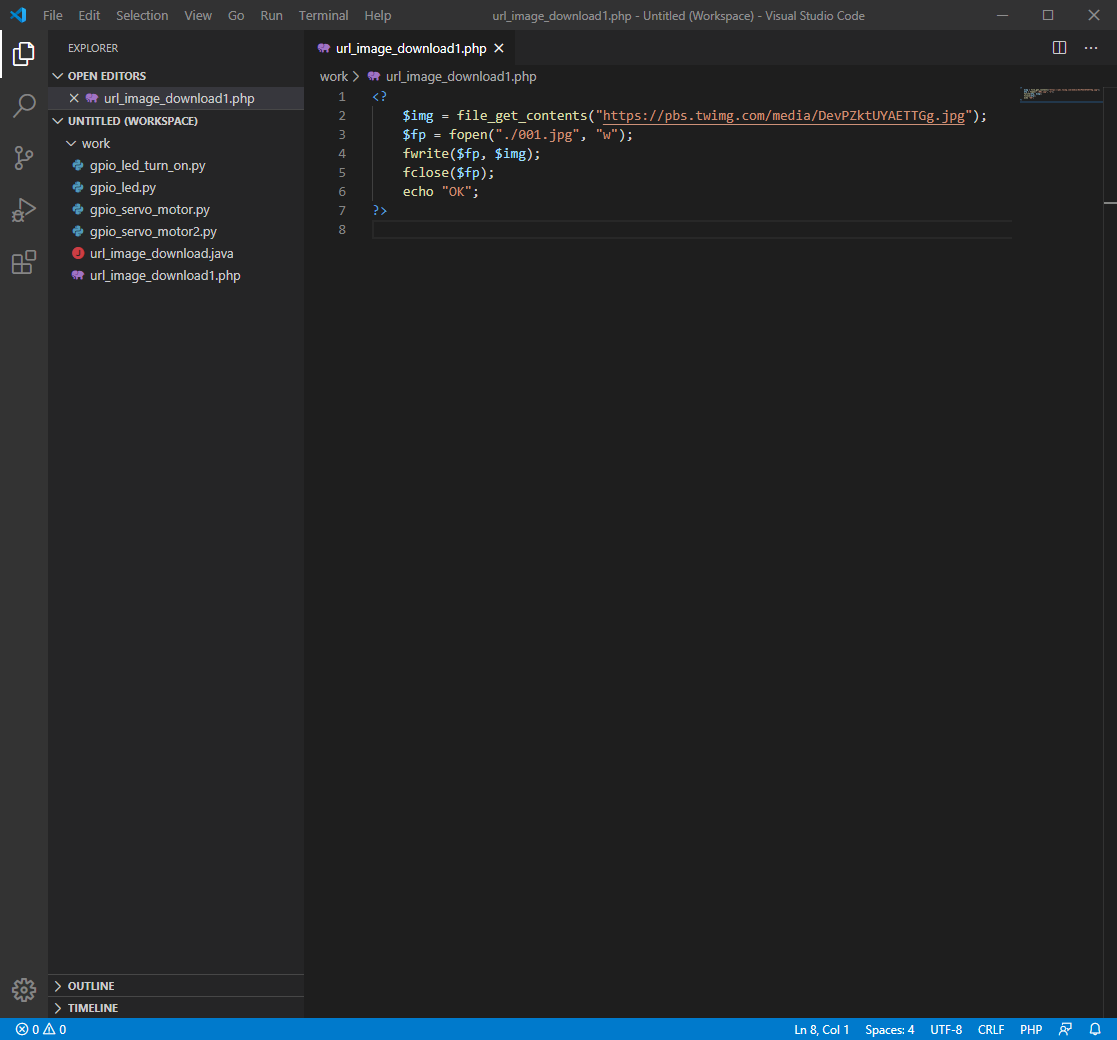 File Edit Selection View Go Run Terminal Help url_image_download1.php - Untitled (Workspace) - Visual Studio Code
EXPLORER
OPEN EDITORS
url_image_download1.php
UNTITLED (WORKSPACE)
work
gpio_led_turn_on.py
gpio_led.py
gpio_servo_motor.py
gpio_servo_motor2.py
url_image_download.java
url_image_download1.php
OUTLINE
TIMELINE
url_image_download1.php
work > url_image_download1.php
1 <?
2 $img = file_get_contents("https://pbs.twimg.com/media/DevPZktUYAETTGg.jpg");
3 $fp = fopen("./001.jpg", "w");
4 fwrite($fp, $img);
5 fclose($fp);
6 echo "OK";
7 ?>
8
0 0 Ln 8, Col 1 Spaces: 4 UTF-8 CRLF PHP